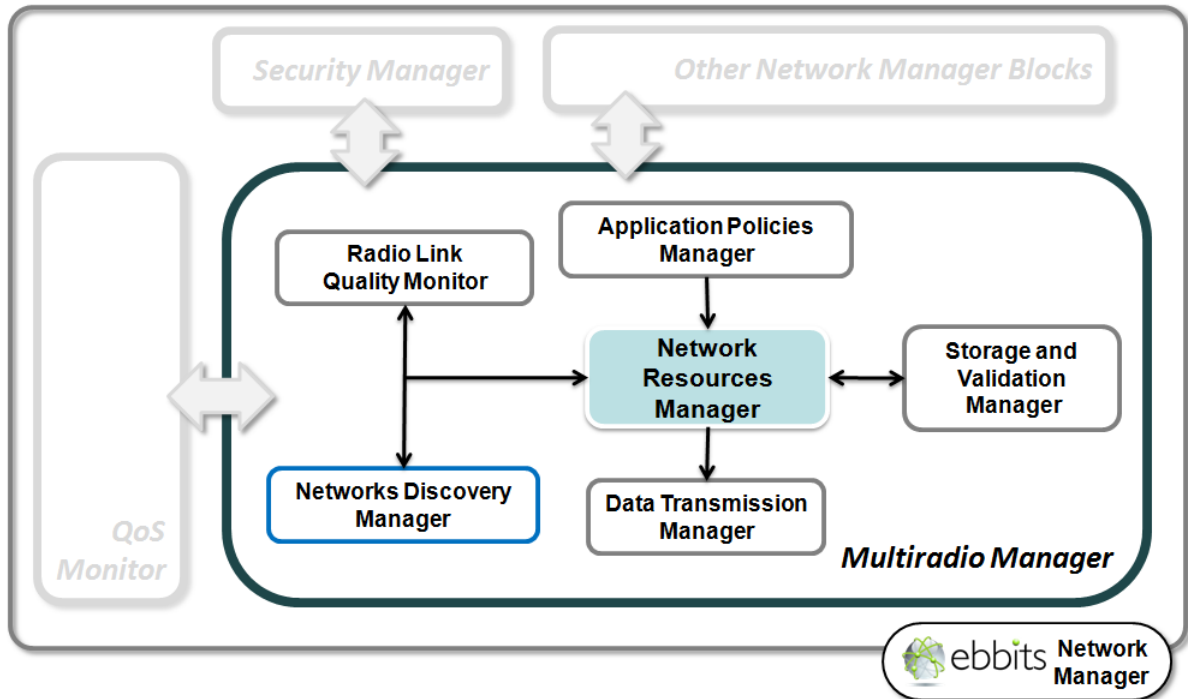 Security Manager
Other Network Manager Blocks
Application Policies
Manager
Radio Link
Quality Monitor
Network
Resources
Manager
Storage and
Validation
Manager
Networks Discovery
Manager
Data Transmission
Manager
QoS
Monitor
Multiradio Manager
ebbits Network
Manager